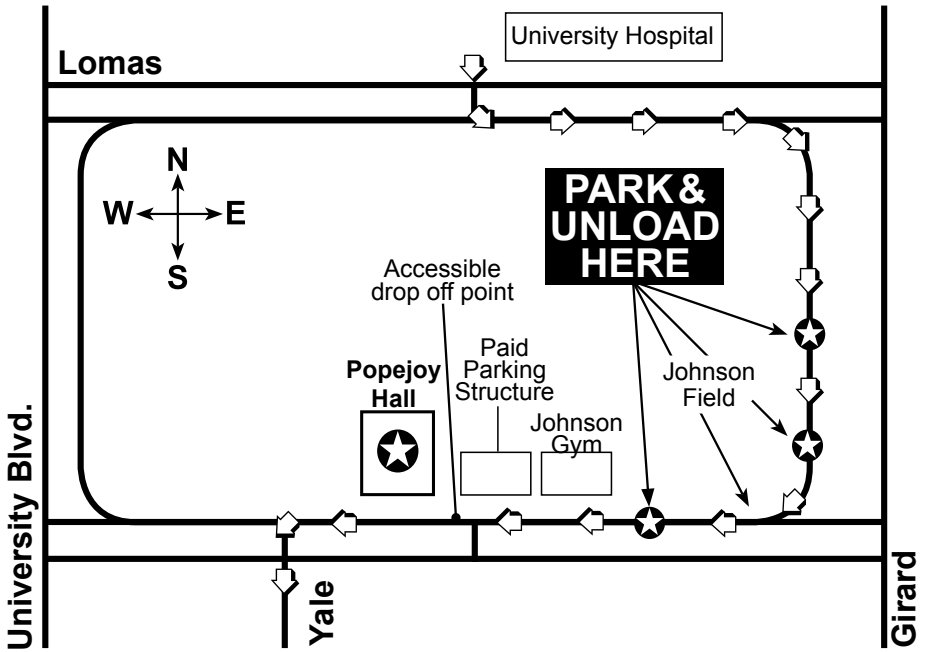 University Hospital
Lomas
N
W
E
S
PARK &
UNLOAD
HERE
Accessible
drop off point
Popejoy
Hall
Paid
Parking
Structure
Johnson
Gym
Johnson
Field
University Blvd.
Yale
Girard